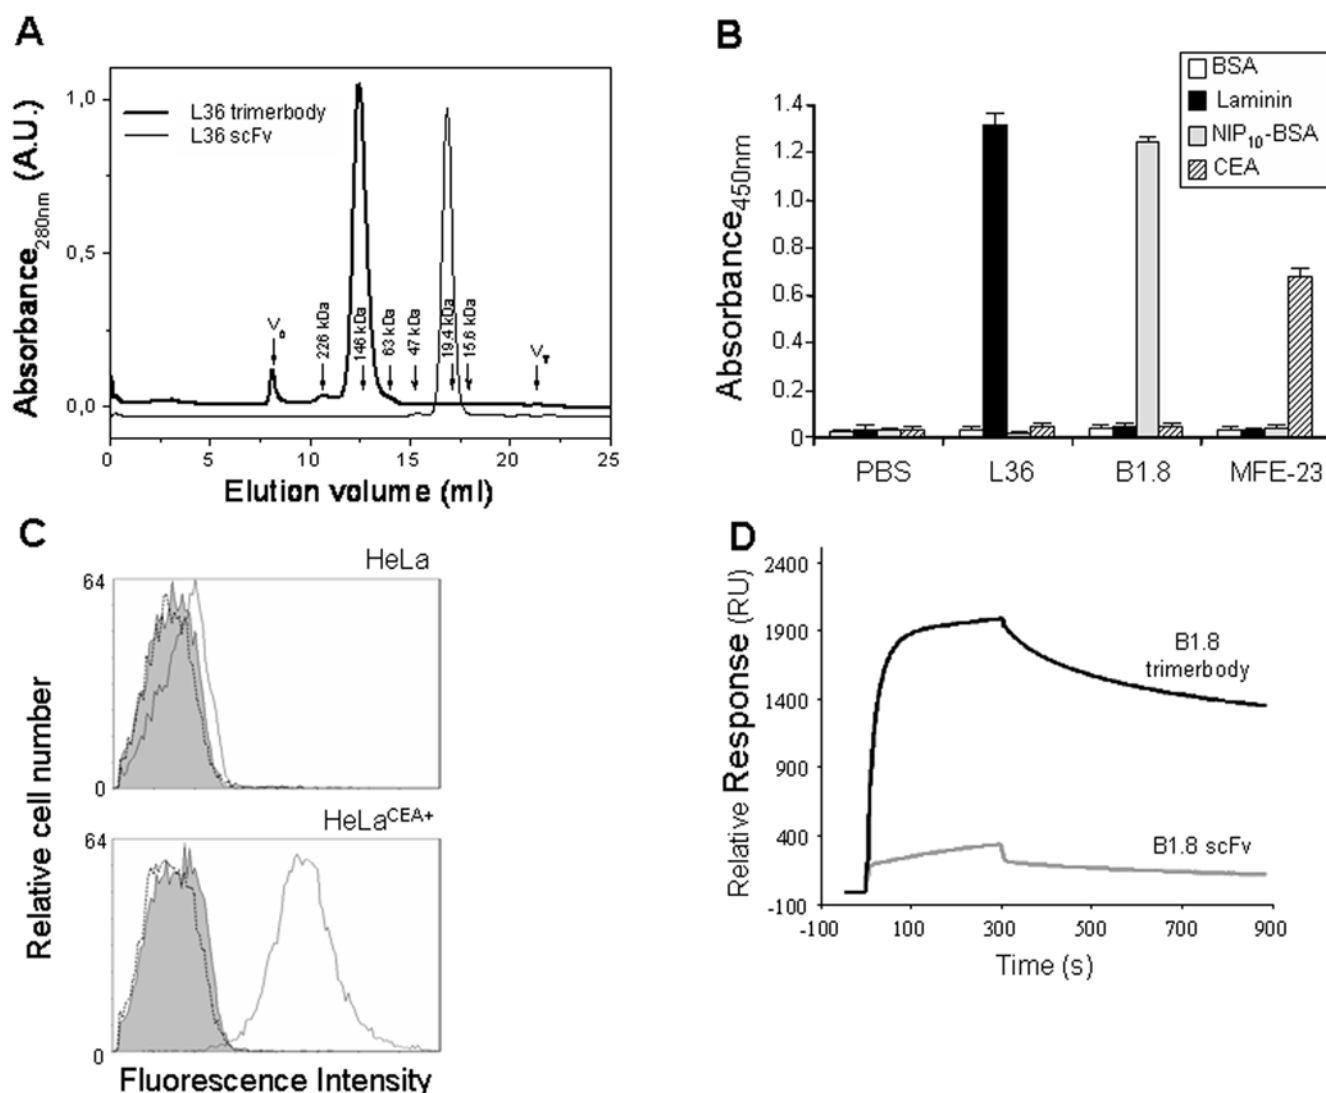 A
Absorbance280nm (A.U.)
1,0
0,5
0,0
L36 trimerbody
L36 scFv
V0
226 kDa
146 kDa
63 kDa
47 kDa
19.4 kDa
15.6 kDa
VT
0
5
10
15
20
25
Elution volume (ml)
B
BSA
Laminin
NIP10-BSA
CEA
Absorbance450nm
1.4
1.2
1.0
0.8
0.6
0.4
0.2
0
PBS
L36
B1.8
MFE-23
C
HeLa
64
0
HeLaCEA+
64
0
Relative cell number
Fluorescence Intensity
D
Relative Response (RU)
2400
1900
1400
900
400
-100
B1.8
trimerbody
B1.8 scFv
-100
100
300
500
700
900
Time (s)